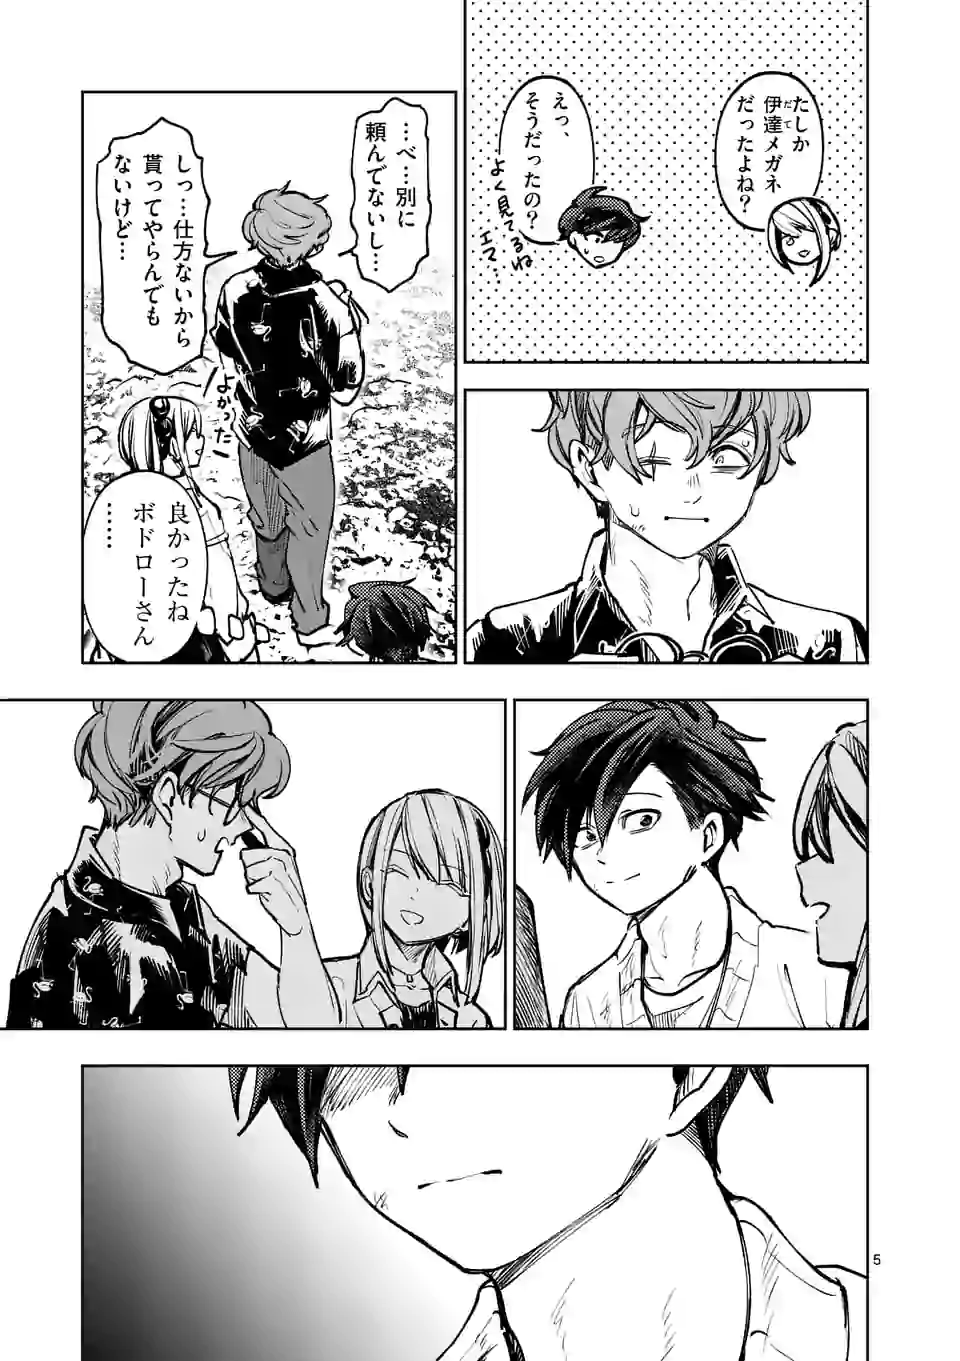 たしか
伊達メガネ
だて
だったよね？
えっ、
そうだったの？
よく見てるね
エマ…
…べ…別に
頼んでないし…
しっ…仕方ないから
貰ってやらんでも
ないけど…
よかった
良かったね
ボドローさん
……
5